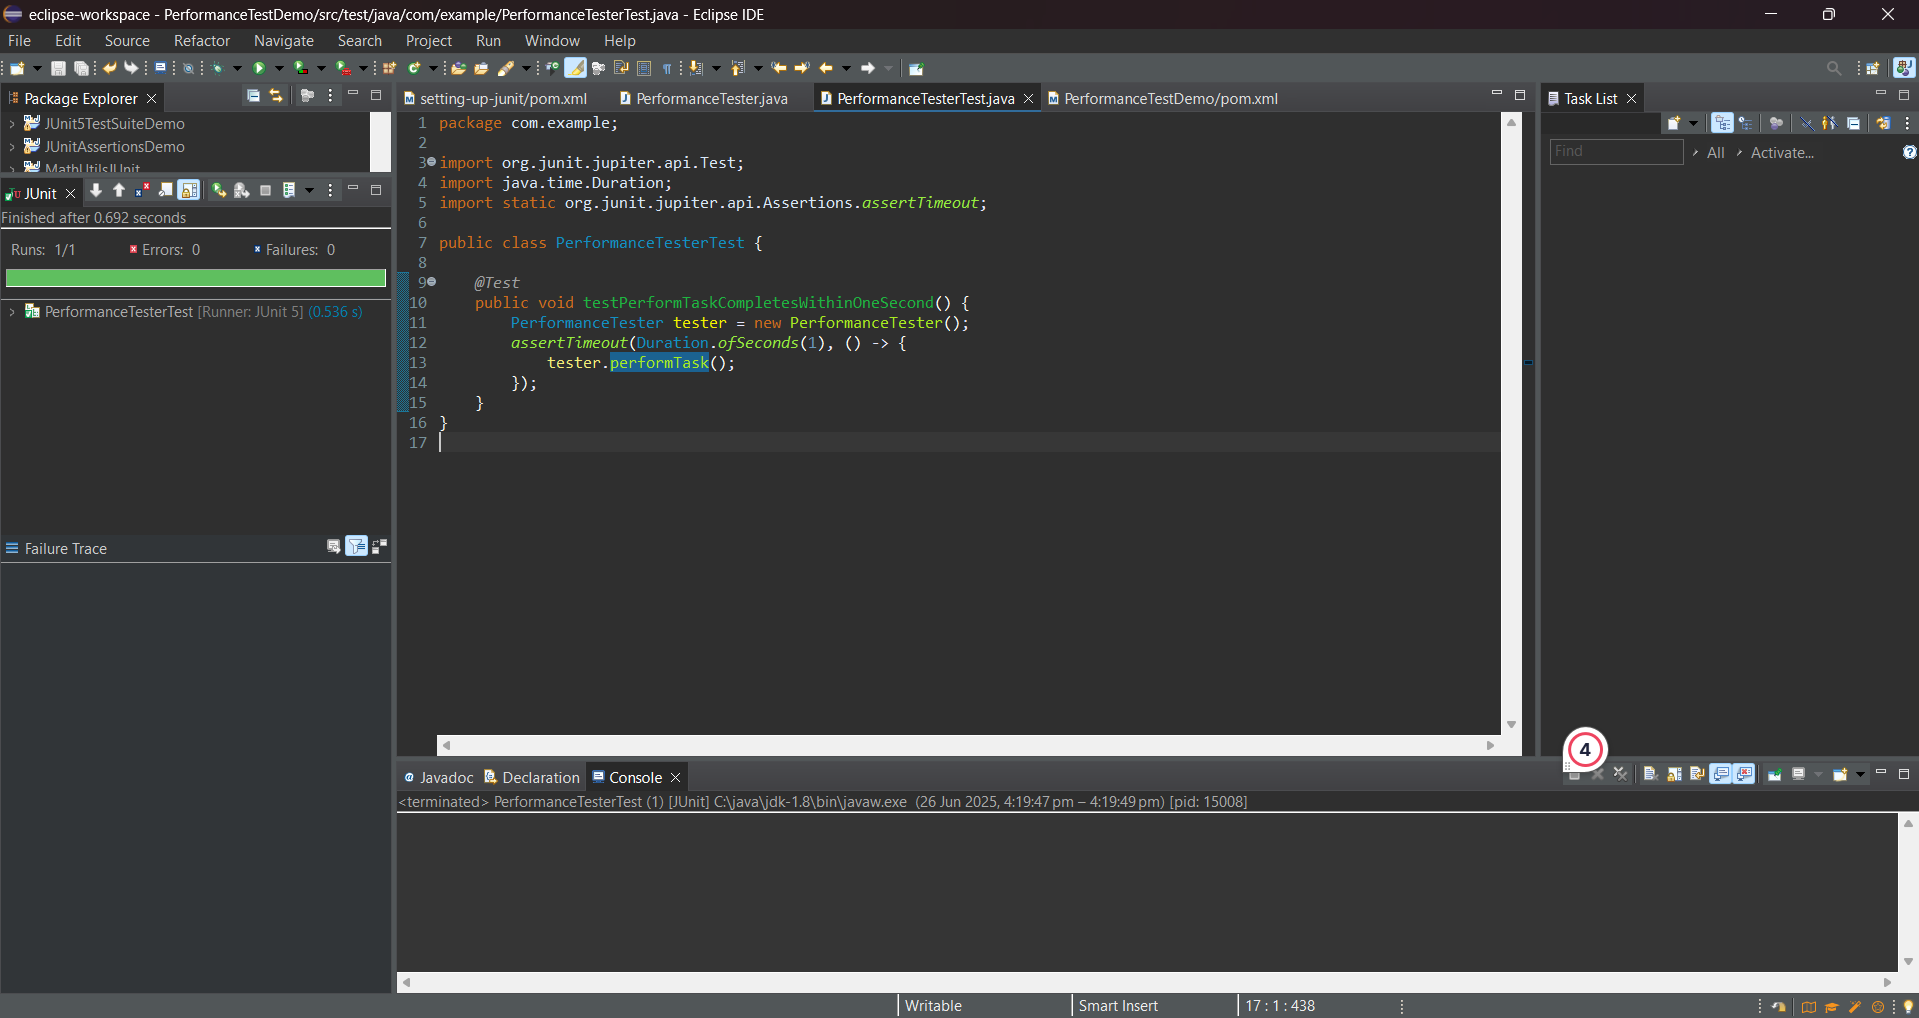 eclipse-workspace - PerformanceTestDemo/src/test/java/com/example/PerformanceTesterTest.java - Eclipse IDE
File Edit Source Refactor Navigate Search Project Run Window Help
Package Explorer
JUnit5TestSuiteDemo
JUnitAssertionsDemo
MathUtilsJUnit
JUnit
Finished after 0.692 seconds
Runs: 1/1 Errors: 0 Failures: 0
PerformanceTesterTest [Runner: JUnit 5] (0.536 s)
Failure Trace
setting-up-junit/pom.xml PerformanceTester.java PerformanceTesterTest.java PerformanceTestDemo/pom.xml
1 package com.example;
2
3 import org.junit.jupiter.api.Test;
4 import java.time.Duration;
5 import static org.junit.jupiter.api.Assertions.assertTimeout;
6
7 public class PerformanceTesterTest {
8
9 @Test
10 public void testPerformTaskCompletesWithinOneSecond() {
11 PerformanceTester tester = new PerformanceTester();
12 assertTimeout(Duration.ofSeconds(1), () -> {
13 tester.performTask();
14 });
15 }
16 }
17
Task List
Find All Activate...
4
Javadoc Declaration Console
<terminated> PerformanceTesterTest (1) [JUnit] C:\java\jdk-1.8\bin\javaw.exe (26 Jun 2025, 4:19:47 pm – 4:19:49 pm) [pid: 15008]
Writable Smart Insert 17 : 1 : 438